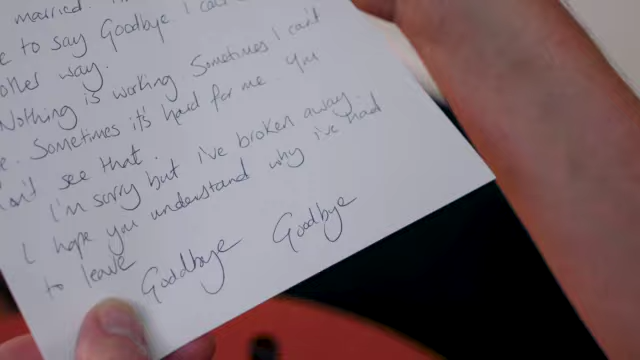 married.
to say Goodbye I can't
other way.
Nothing is working Sometimes I can't
Sometimes it's hard for me. You
can't see that.
I'm sorry but i've broken away
I hope you understand why i've had
to leave
Goodbye Goodbye